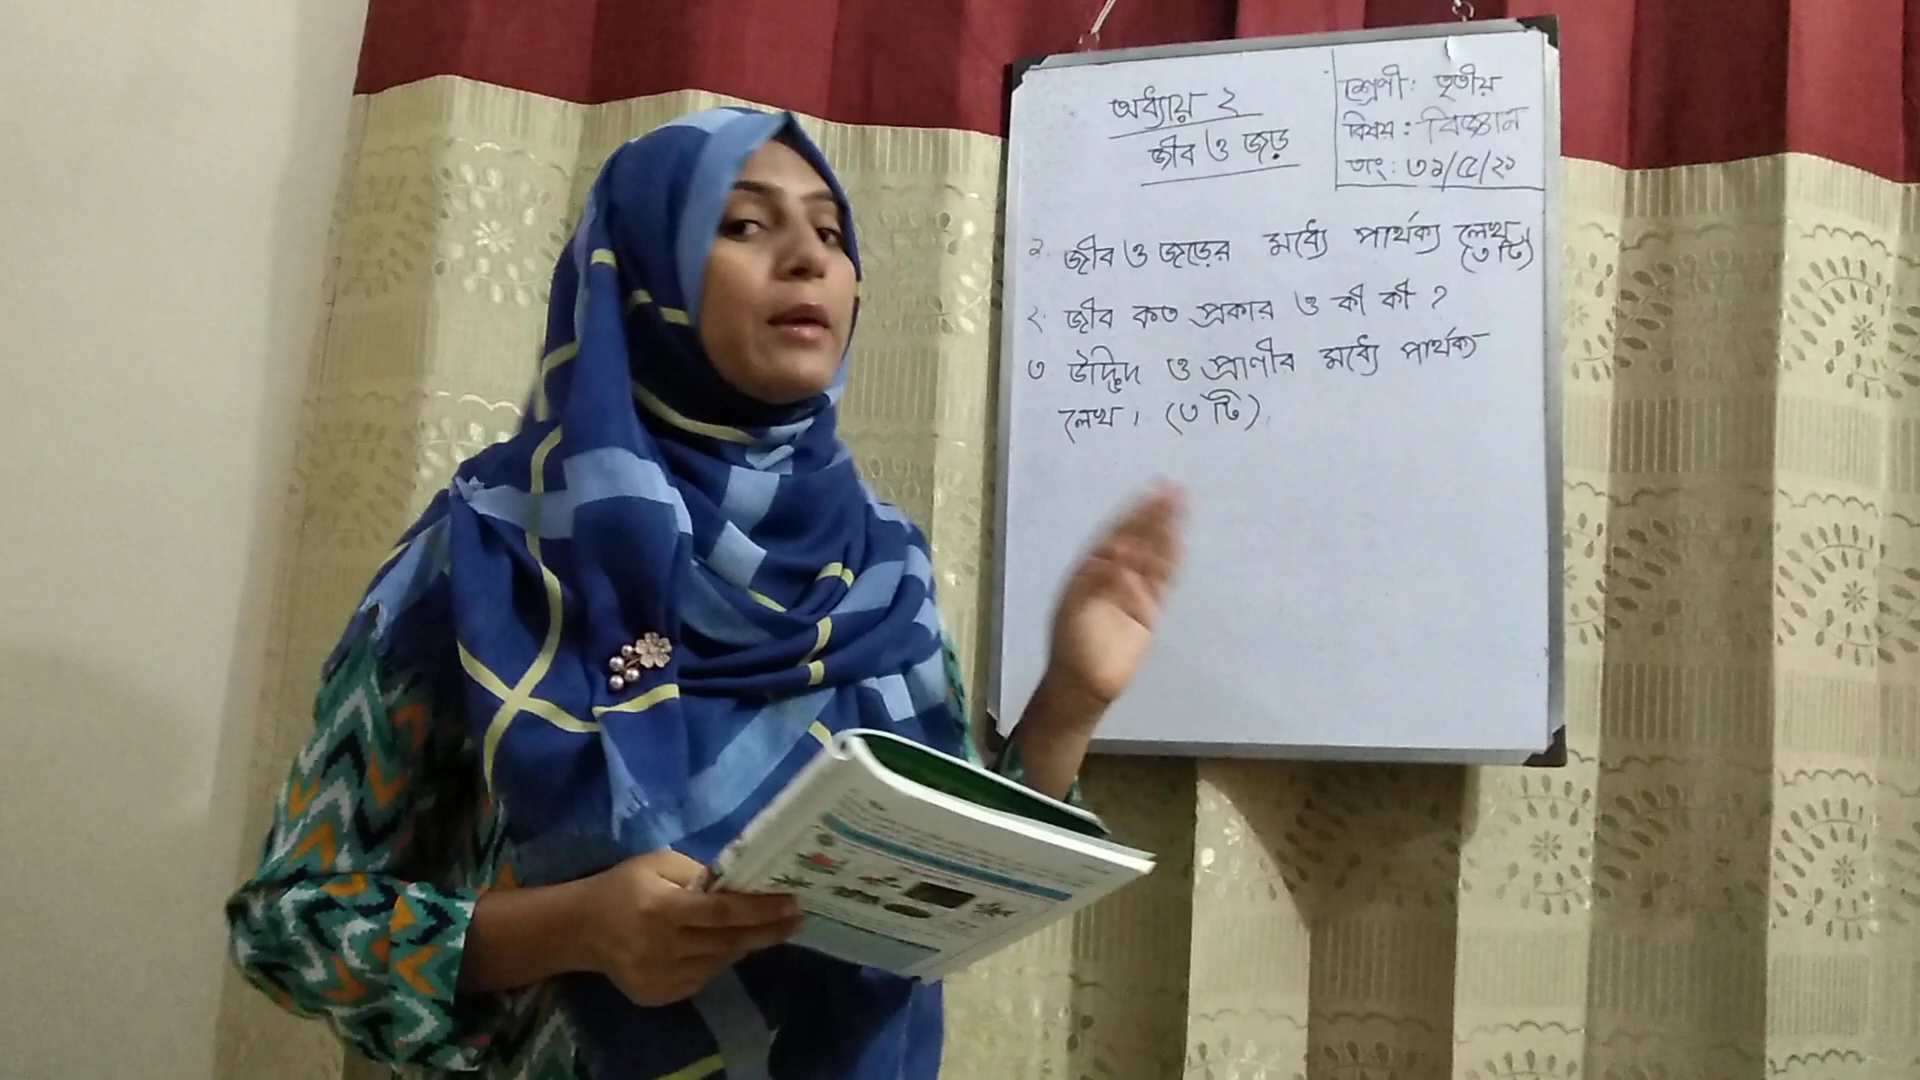 অধ্যায় ২
জীব ও জড়
শ্রেণী: তৃতীয়
বিষয়: বিজ্ঞান
তাং: ৩১/৫/২১
১. জীব ও জড়ের মধ্যে পার্থক্য লেখ (৩টি)
২. জীব কত প্রকার ও কী কী ?
৩ উদ্ভিদ ও প্রাণীর মধ্যে পার্থক্য
লেখ। (৩টি)